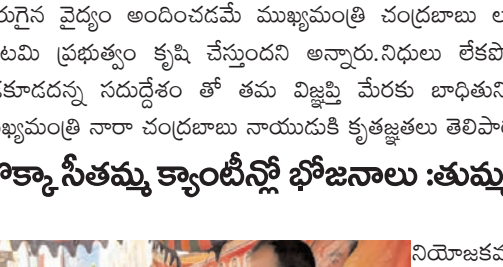 రుగైన వైద్యం అందించడమే ముఖ్యమంత్రి చంద్రబాబు ల
టమి ప్రభుత్వం కృషి చేస్తుందని అన్నారు.నిధులు లేకపో
డకూడదన్న సదుద్దేశం తో తమ విజ్ఞప్తి మేరకు బాధితుని
ఖ్యమంత్రి నారా చంద్రబాబు నాయుడుకి కృతజ్ఞతలు తెలిపార
ొక్కా సీతమ్మ క్యాంటీన్లో భోజనాలు :తుమ్మ
నియోజకవ